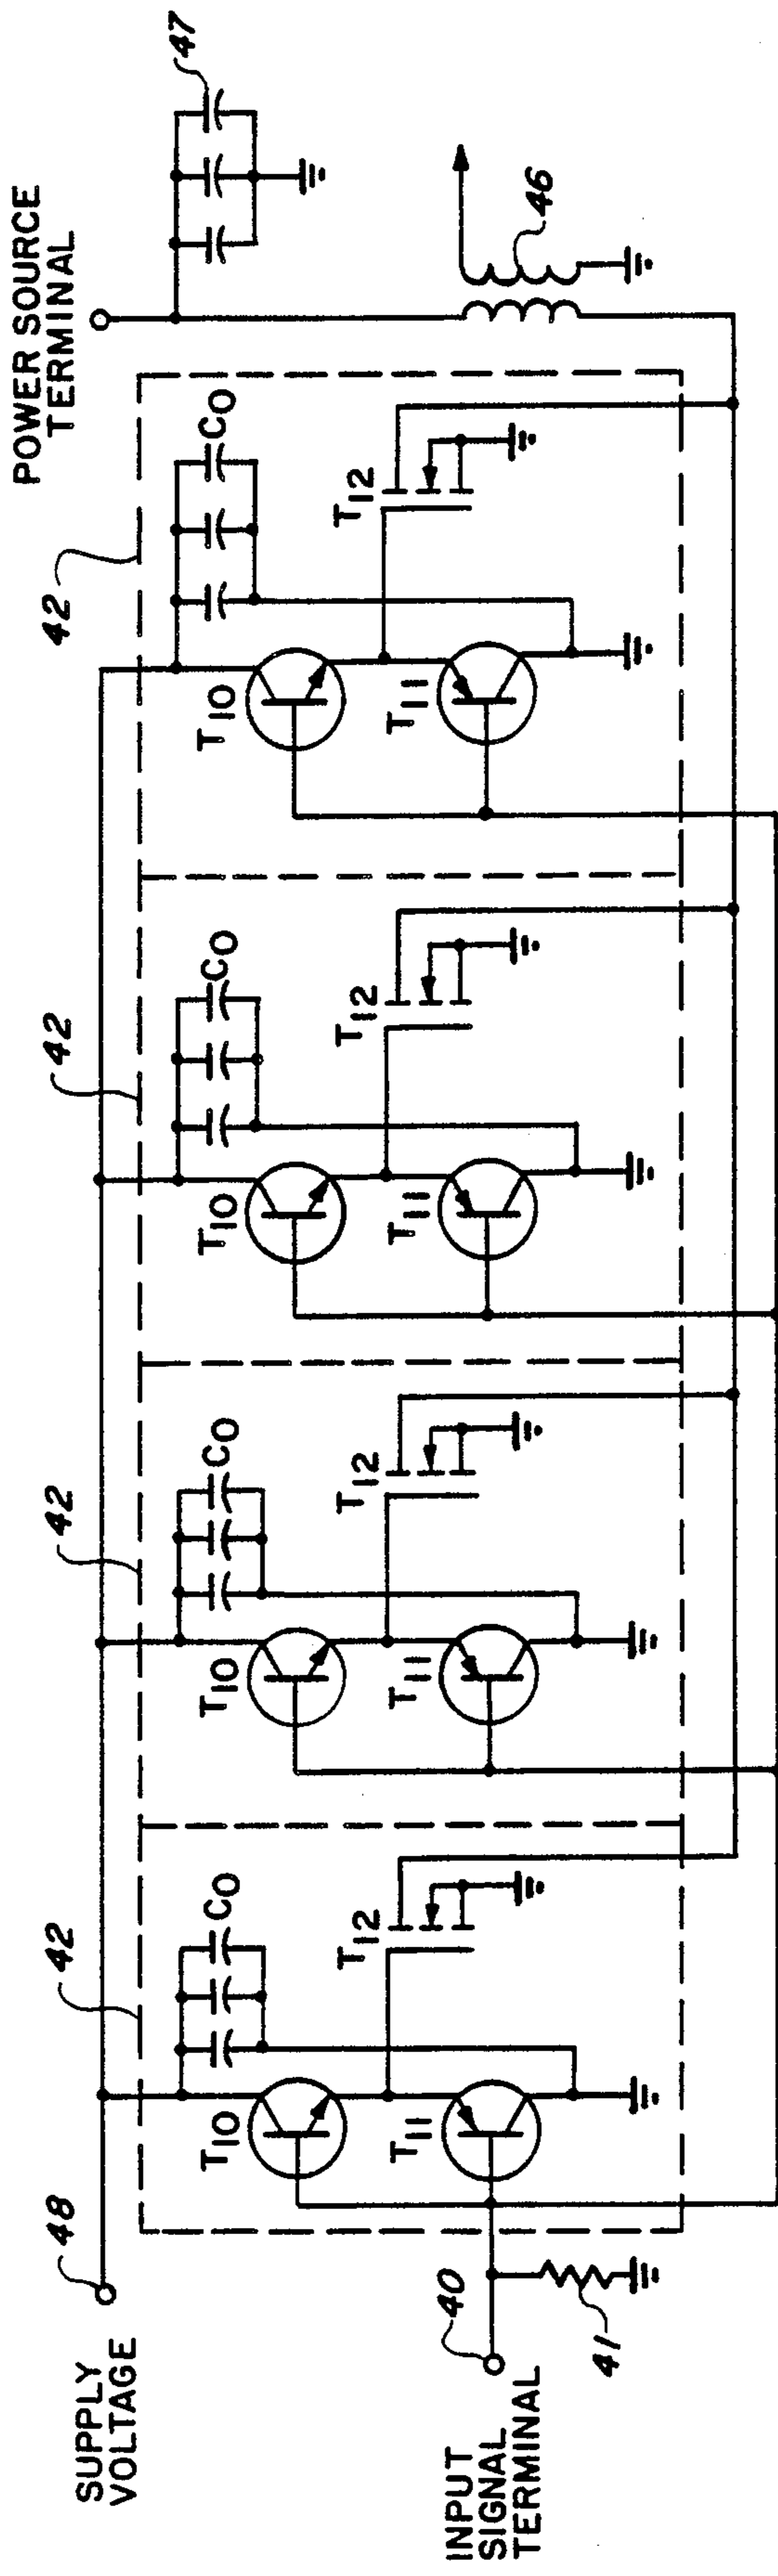 SUPPLY
VOLTAGE
48
42
42
42
42
POWER SOURCE
TERMINAL
47
C0
C0
C0
C0
T10
T10
T10
T10
T12
T12
T12
T12
T11
T11
T11
T11
46
INPUT
SIGNAL
TERMINAL
40
41